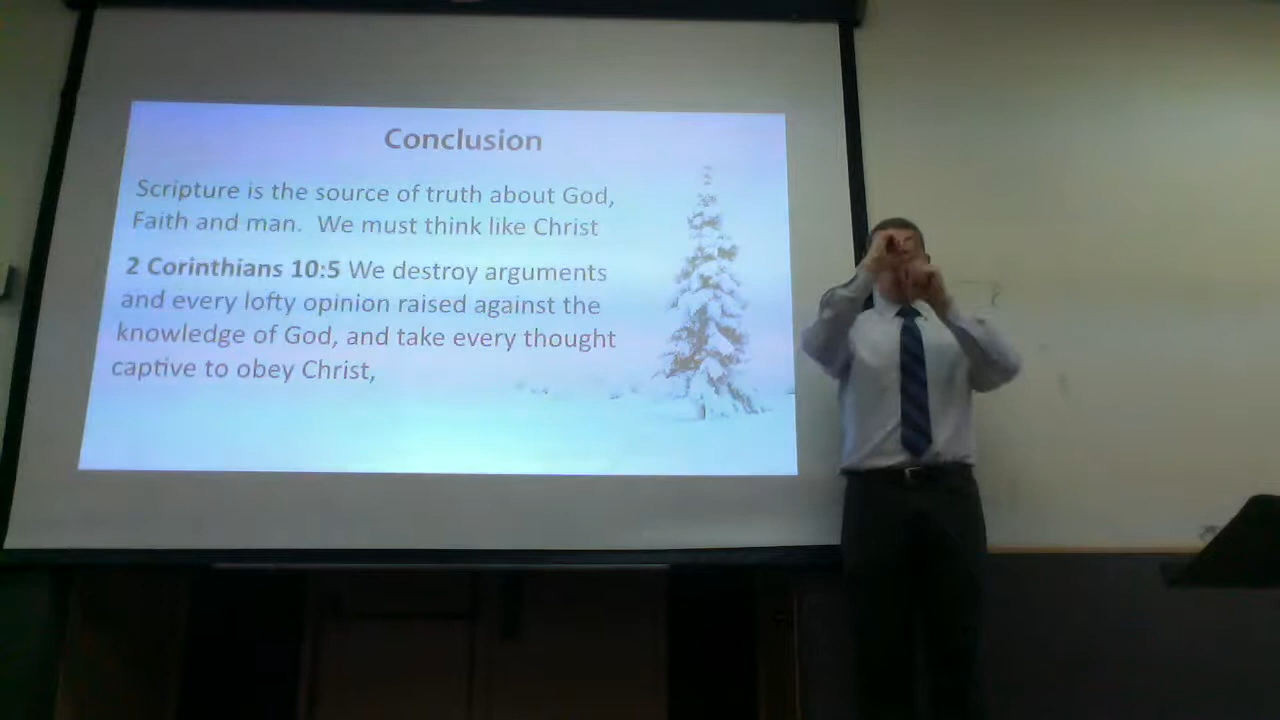 Conclusion
Scripture is the source of truth about God,
Faith and man.  We must think like Christ
2 Corinthians 10:5 We destroy arguments
and every lofty opinion raised against the
knowledge of God, and take every thought
captive to obey Christ,